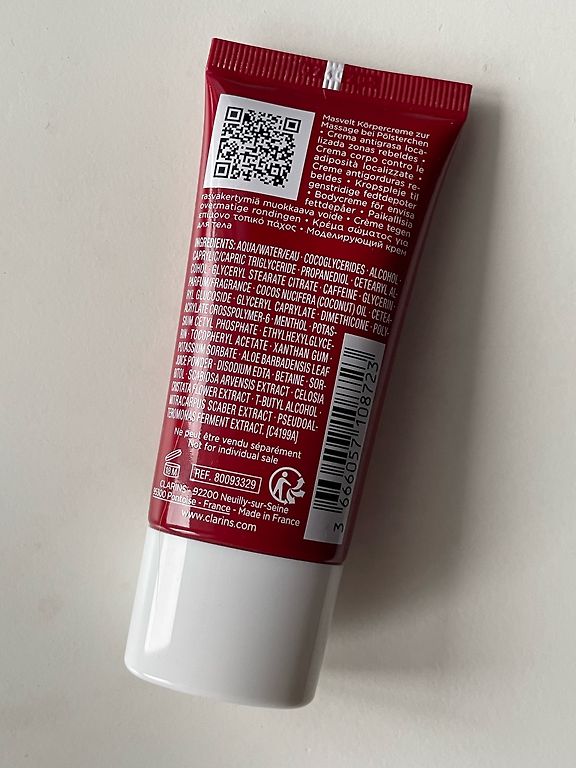 Masvelt Körpercreme zur
Massage bei Pölsterchen
• Crema antigrasa loca-
lizada zonas rebeldes •
Crema corpo contro le
adiposità localizzate •
Creme antigorduras re-
beldes • Kropspleje til
genstridige fedtdepoter
• Bodycreme för envisa
fettdepåer • Paikallisia
rasvakertymiä muokkaava voide • Crème tegen
overmatige rondingen • Κρέμα σώματος για
επίμονο τοπικό πάχος • Моделирующий крем
для тела
INGREDIENTS: AQUA/WATER/EAU · COCOGLYCERIDES · ALCOHOL ·
CAPRYLIC/CAPRIC TRIGLYCERIDE · PROPANEDIOL · CETEARYL AL-
COHOL · GLYCERYL STEARATE CITRATE · CAFFEINE · GLYCERIN ·
PARFUM/FRAGRANCE · COCOS NUCIFERA (COCONUT) OIL · CETEA-
RYL GLUCOSIDE · GLYCERYL CAPRYLATE · DIMETHICONE · POLY-
ACRYLATE CROSSPOLYMER-6 · MENTHOL · POTAS-
SIUM CETYL PHOSPHATE · ETHYLHEXYLGLYCE-
RIN · TOCOPHERYL ACETATE · XANTHAN GUM ·
POTASSIUM SORBATE · ALOE BARBADENSIS LEAF
JUICE POWDER · DISODIUM EDTA · BETAINE · SOR-
BITOL · SCABIOSA ARVENSIS EXTRACT · CELOSIA
CRISTATA FLOWER EXTRACT · T-BUTYL ALCOHOL ·
MITRACARPUS SCABER EXTRACT · PSEUDOAL-
TEROMONAS FERMENT EXTRACT. [C4199A]
Ne peut être vendu séparément
Not for individual sale
REF. 80093329
CLARINS - 92200 Neuilly-sur-Seine
95300 Pontoise - France - Made in France
www.clarins.com
3 666057 108723